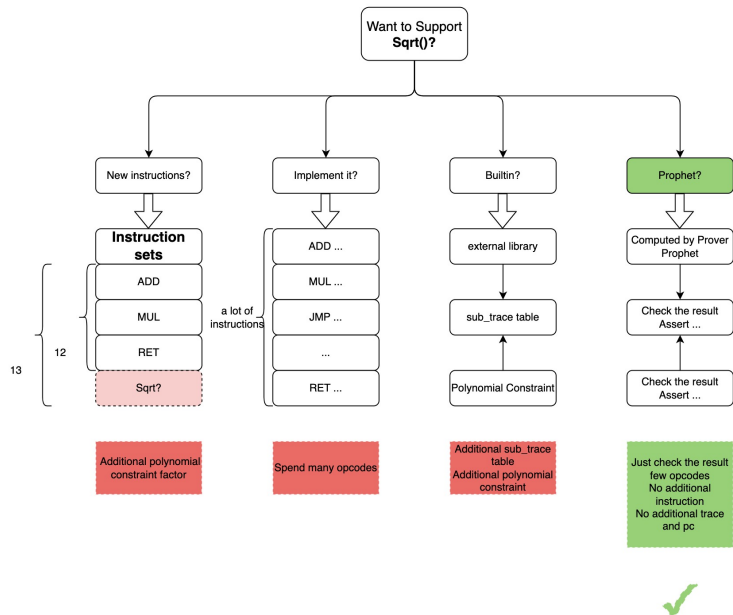 Want to Support
Sqrt()?
New instructions?
Implement it?
Builtin?
Prophet?
Instruction
sets
ADD
MUL
RET
Sqrt?
12
13
ADD ...
MUL ...
JMP ...
...
RET ...
a lot of
instructions
external library
sub_trace table
Polynomial Constraint
Computed by Prover
Prophet
Check the result
Assert ...
Check the result
Assert ...
Additional polynomial
constraint factor
Spend many opcodes
Additional sub_trace
table
Additional polynomial
constraint
Just check the result
few opcodes
No additional
instruction
No additional trace
and pc